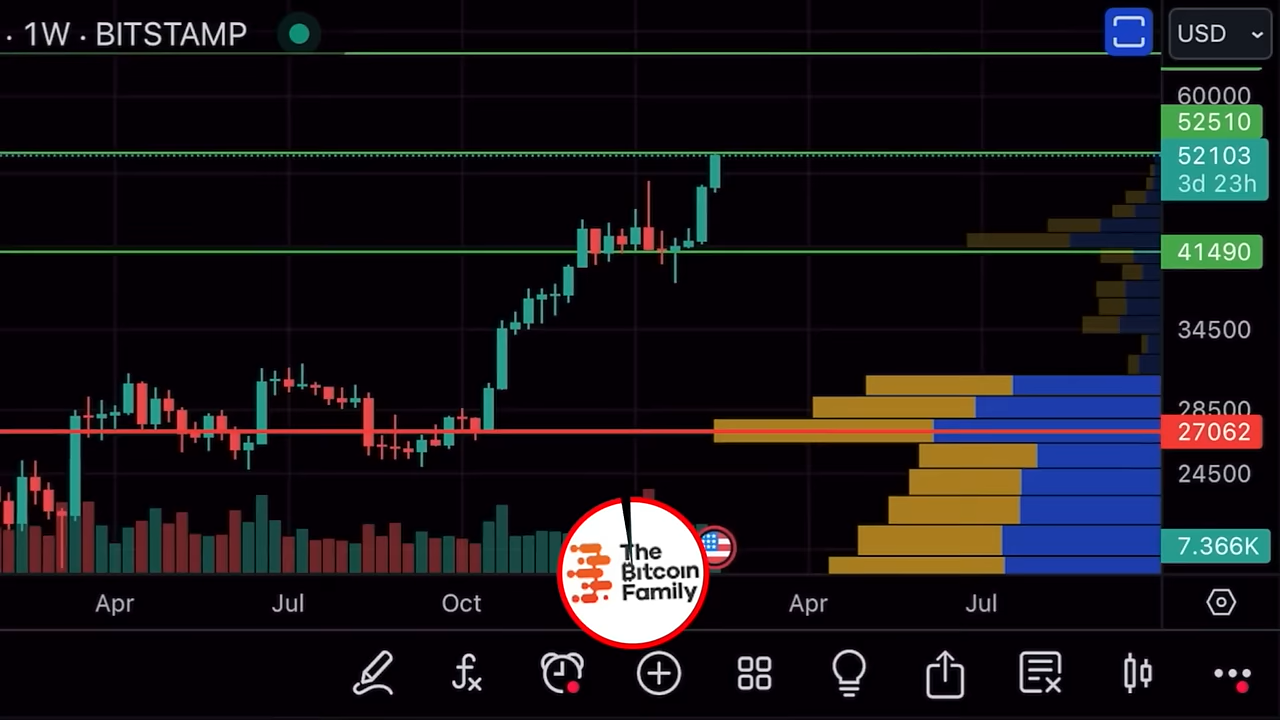 · 1W · BITSTAMP
USD
60000
52510
52103
3d 23h
41490
34500
28500
27062
24500
7.366K
The
Bitcoin
Family
Apr
Jul
Oct
Apr
Jul
fx